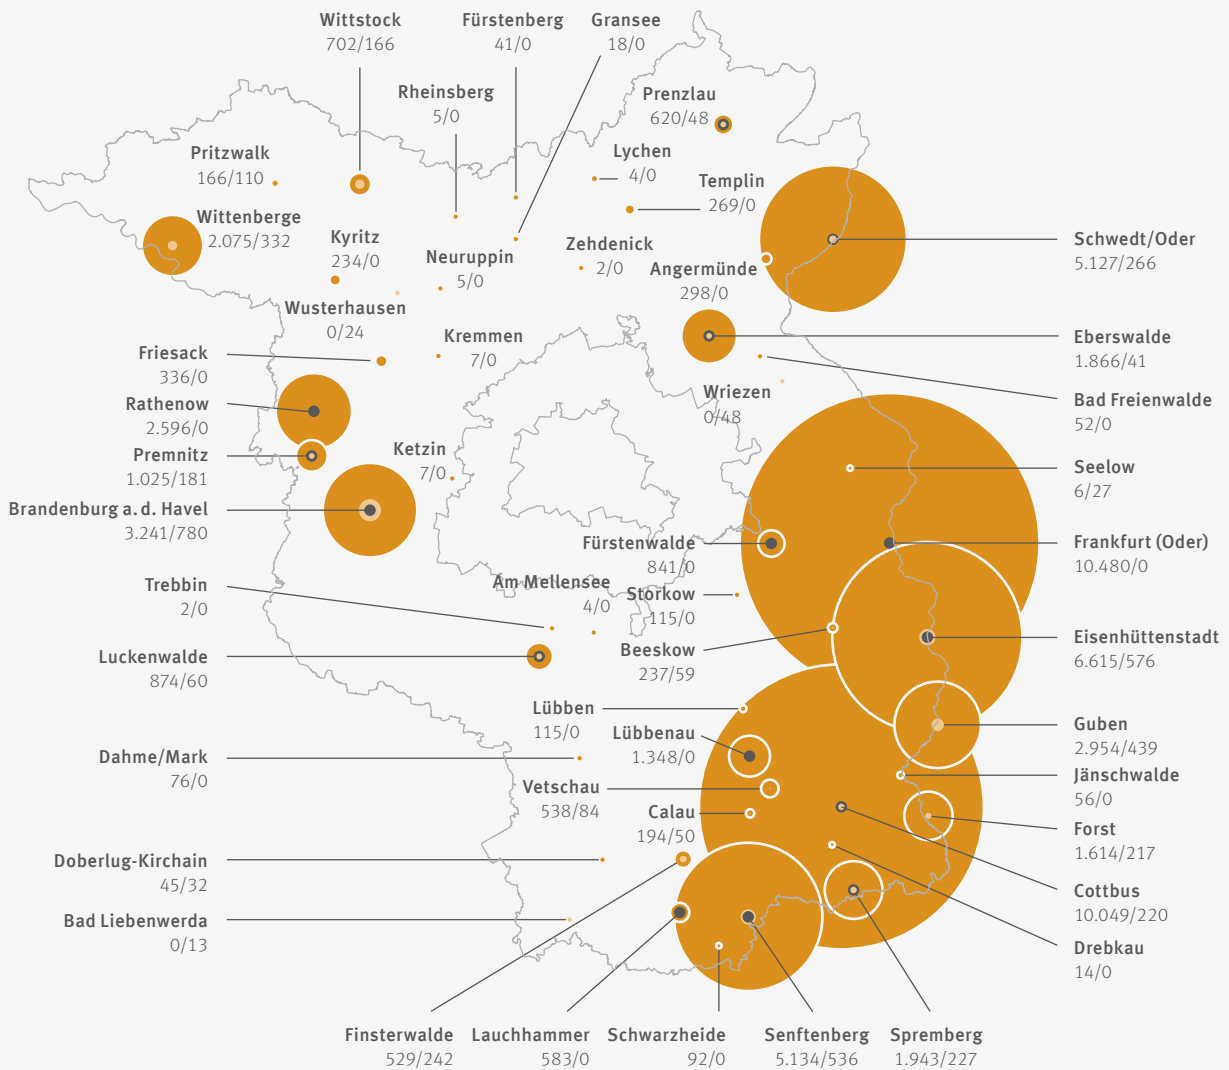 Wittstock
702/166
Fürstenberg
41/0
Gransee
18/0
Rheinsberg
5/0
Prenzlau
620/48
Pritzwalk
166/110
Lychen
4/0
Templin
269/0
Wittenberge
2.075/332
Kyritz
234/0
Neuruppin
5/0
Zehdenick
2/0
Angermünde
298/0
Schwedt/Oder
5.127/266
Wusterhausen
0/24
Kremmen
7/0
Eberswalde
1.866/41
Friesack
336/0
Wriezen
0/48
Bad Freienwalde
52/0
Rathenow
2.596/0
Premnitz
1.025/181
Ketzin
7/0
Seelow
6/27
Brandenburg a. d. Havel
3.241/780
Fürstenwalde
841/0
Frankfurt (Oder)
10.480/0
Trebbin
2/0
Am Mellensee
4/0
Storkow
115/0
Luckenwalde
874/60
Beeskow
237/59
Eisenhüttenstadt
6.615/576
Lübben
115/0
Lübbenau
1.348/0
Guben
2.954/439
Dahme/Mark
76/0
Vetschau
538/84
Jänschwalde
56/0
Calau
194/50
Forst
1.614/217
Doberlug-Kirchain
45/32
Cottbus
10.049/220
Bad Liebenwerda
0/13
Drebkau
14/0
Finsterwalde
529/242
Lauchhammer
583/0
Schwarzheide
92/0
Senftenberg
5.134/536
Spremberg
1.943/227